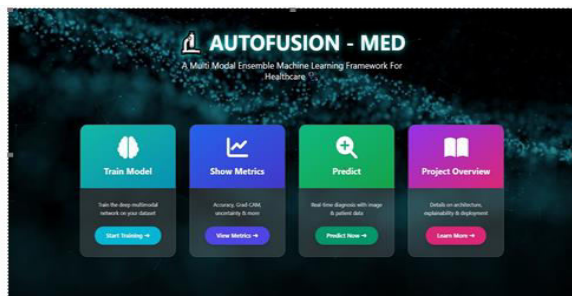 AUTOFUSION - MED
A Multi Modal Ensemble Machine Learning Framework For
Healthcare
Train Model
Train the deep multimodal
network on your dataset
Start Training →
Show Metrics
Accuracy, Grad-CAM,
uncertainty & more
View Metrics →
Predict
Real-time diagnosis with image
& patient data
Predict Now →
Project Overview
Details on architecture,
explainability & deployment
Learn More →